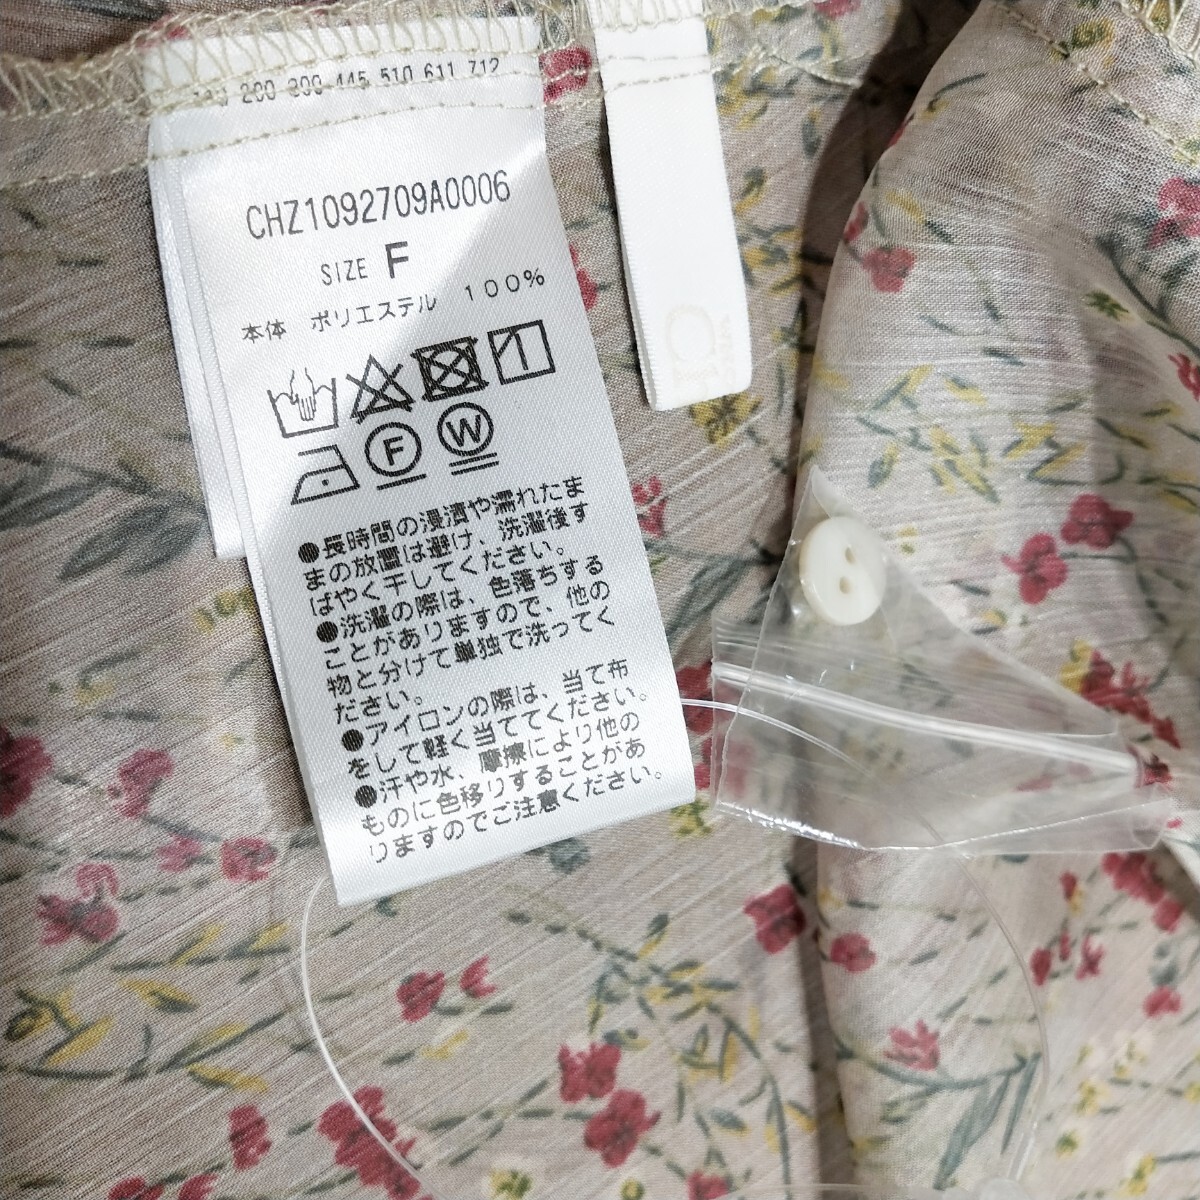 200 300 445 510 611 712
CHZ1092709A0006
SIZE F
本体 ポリエステル 100%
F W
●長時間の浸漬や濡れたま
まの放置は避け、洗濯後す
ばやく干してください。
●洗濯の際は、色落ちする
ことがありますので、他の
物と分けて単独で洗ってく
ださい。
●アイロンの際は、当て布
をして軽く当ててください。
●汗や水、摩擦により他の
ものに色移りすることがあ
りますのでご注意ください。